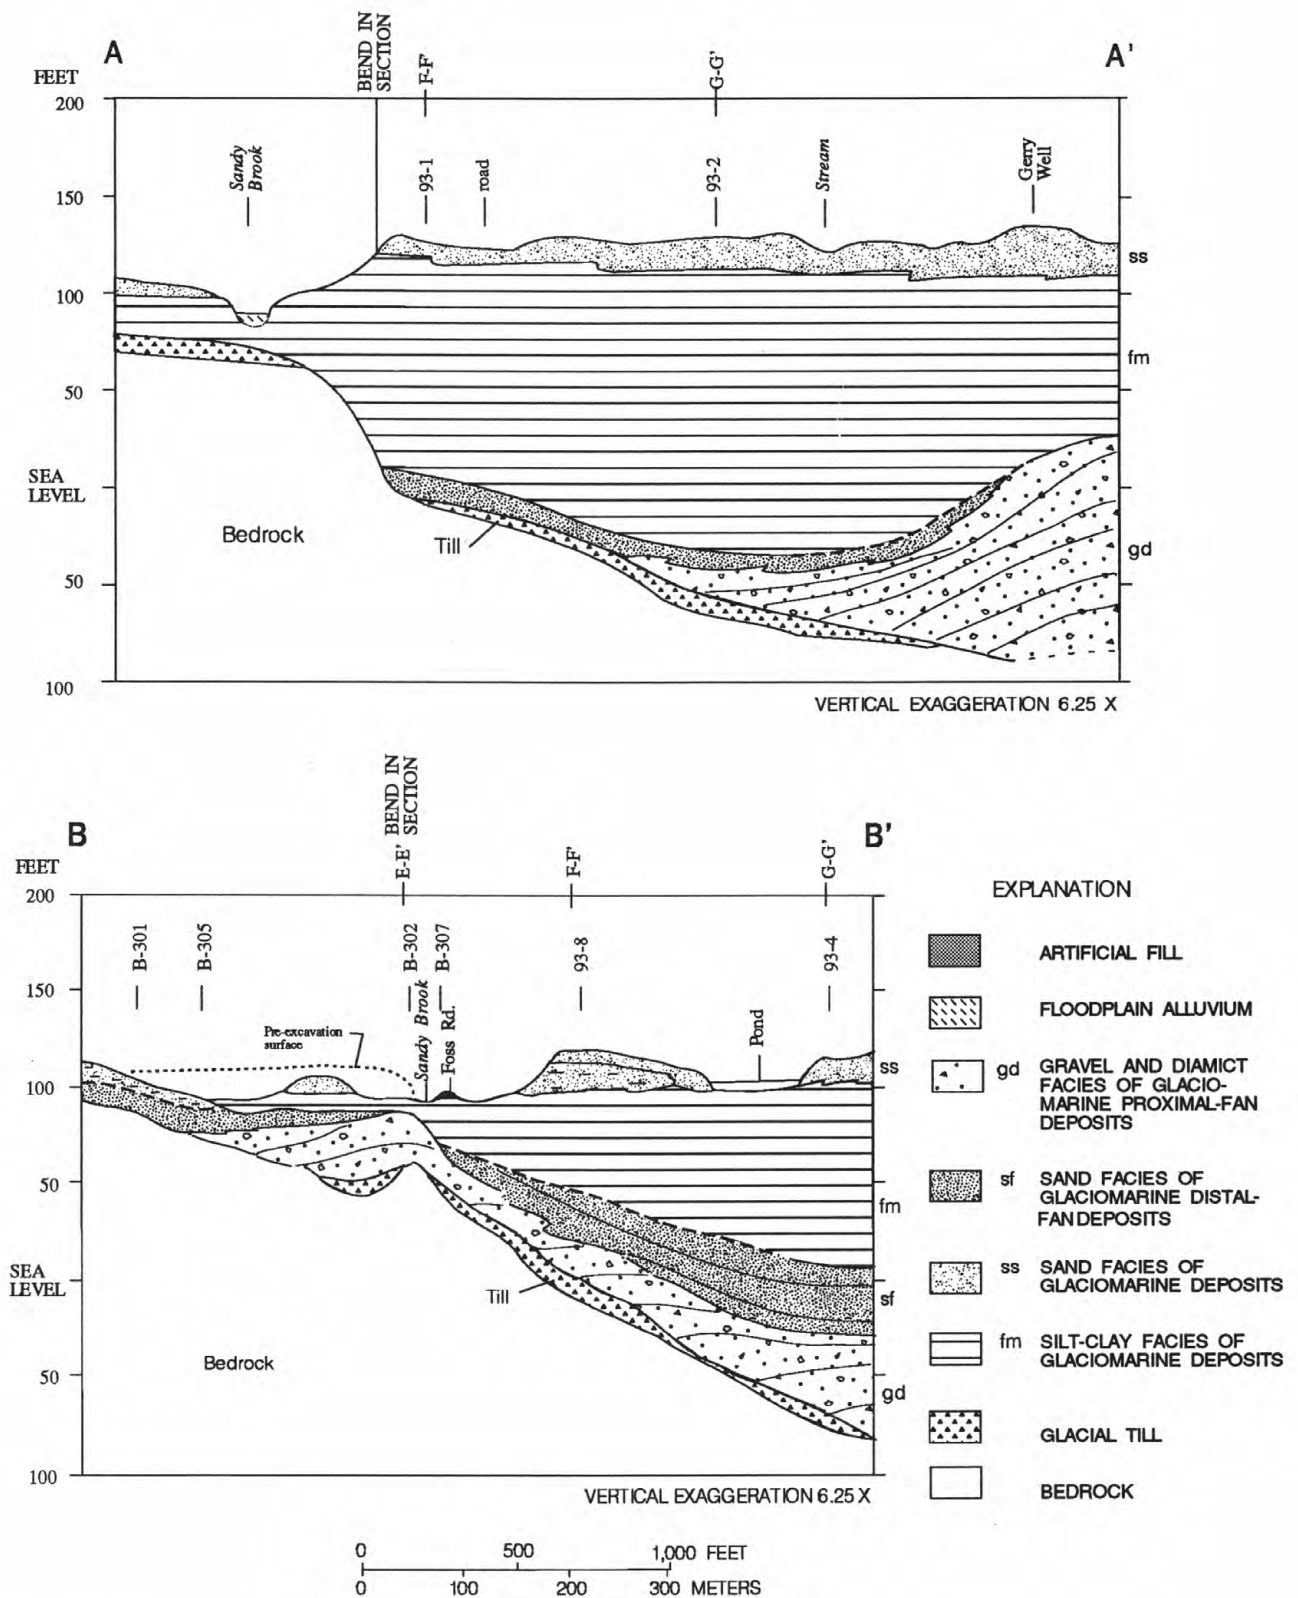 A
A'
FEET
BEND IN
SECTION
F-F'
G-G'
200
150
100
50
SEA
LEVEL
50
100
Sandy
Brook
93-1
road
93-2
Stream
Gerry
Well
ss
fm
gd
Bedrock
Till
VERTICAL EXAGGERATION 6.25 X
B
B'
FEET
E-E' BEND IN
SECTION
F-F'
G-G'
200
150
100
50
SEA
LEVEL
50
100
B-301
B-305
B-302
Sandy Brook
B-307
Foss Rd.
93-8
Pond
93-4
Pre-excavation
surface
ss
fm
sf
gd
Till
Bedrock
VERTICAL EXAGGERATION 6.25 X
EXPLANATION
ARTIFICIAL FILL
FLOODPLAIN ALLUVIUM
gd GRAVEL AND DIAMICT
FACIES OF GLACIO-
MARINE PROXIMAL-FAN
DEPOSITS
sf SAND FACIES OF
GLACIOMARINE DISTAL-
FAN DEPOSITS
ss SAND FACIES OF
GLACIOMARINE DEPOSITS
fm SILT-CLAY FACIES OF
GLACIOMARINE DEPOSITS
GLACIAL TILL
BEDROCK
0 500 1,000 FEET
0 100 200 300 METERS